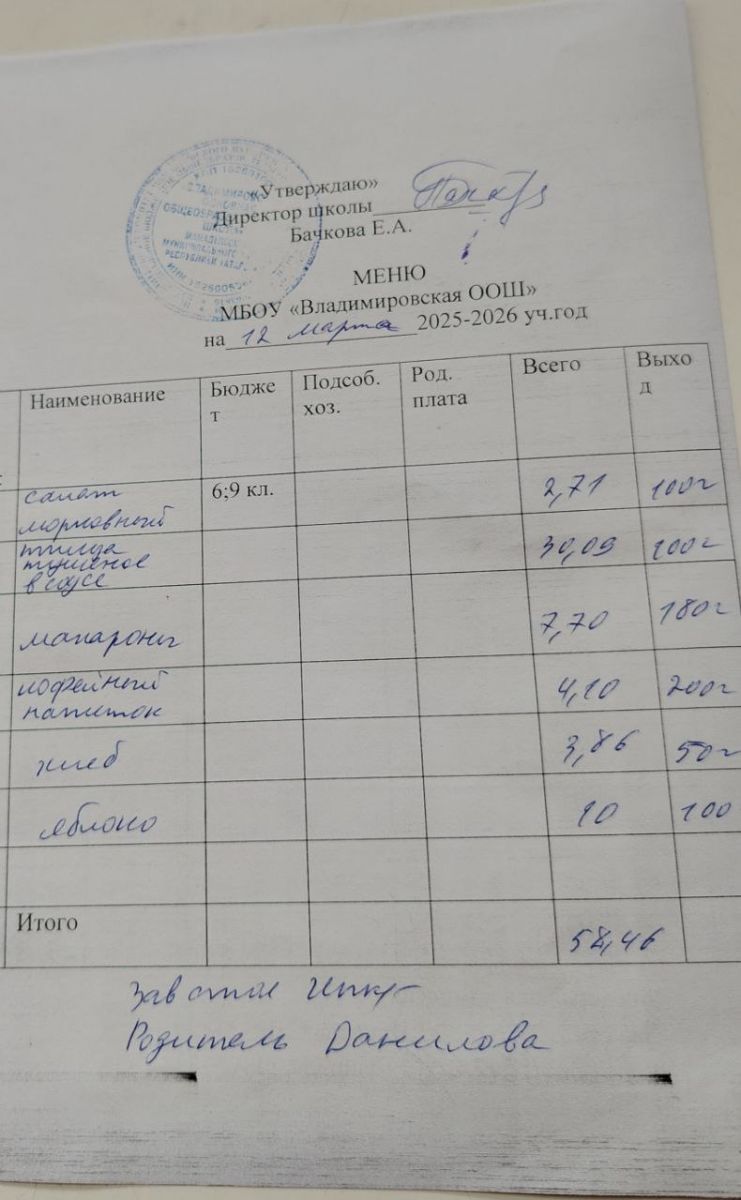 «Утверждаю»
Директор школы
Бачкова Е.А.
МЕНЮ
МБОУ «Владимировская ООШ»
на 12 марта 2025-2026 уч.год
Наименование Бюдже
т Подсоб.
хоз. Род.
плата Всего Выхо
д
салат
морковный 6;9 кл. 2,71 100г
птица
тушеное
в соусе 30,09 100г
макароны 7,70 180г
кофейный
напиток 4,10 200г
хлеб 3,86 50г
яблоко 10 100
Итого 58,46
Зав стол
Родитель Данилова